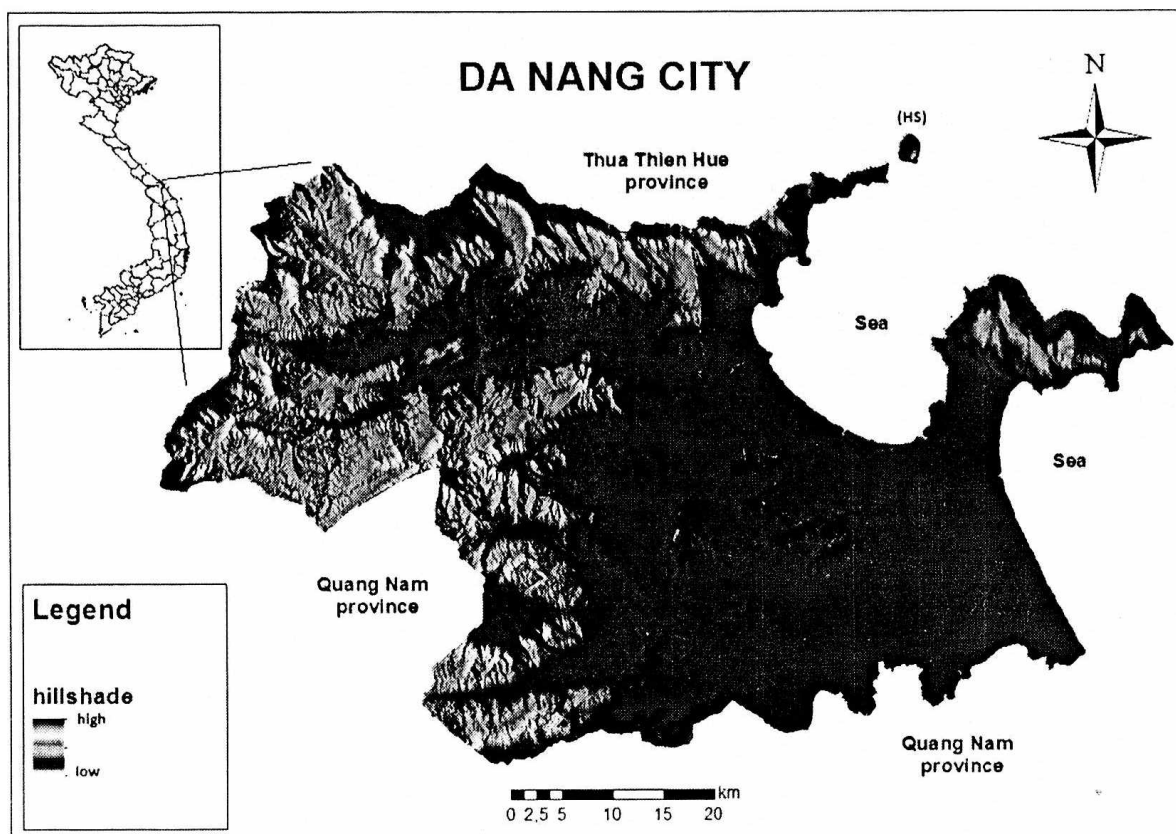 DA NANG CITY
N
(HS)
Thua Thien Hue
province
Sea
Sea
Quang Nam
province
Legend
hillshade
high
low
Quang Nam
province
km
0 2,5 5 10 15 20